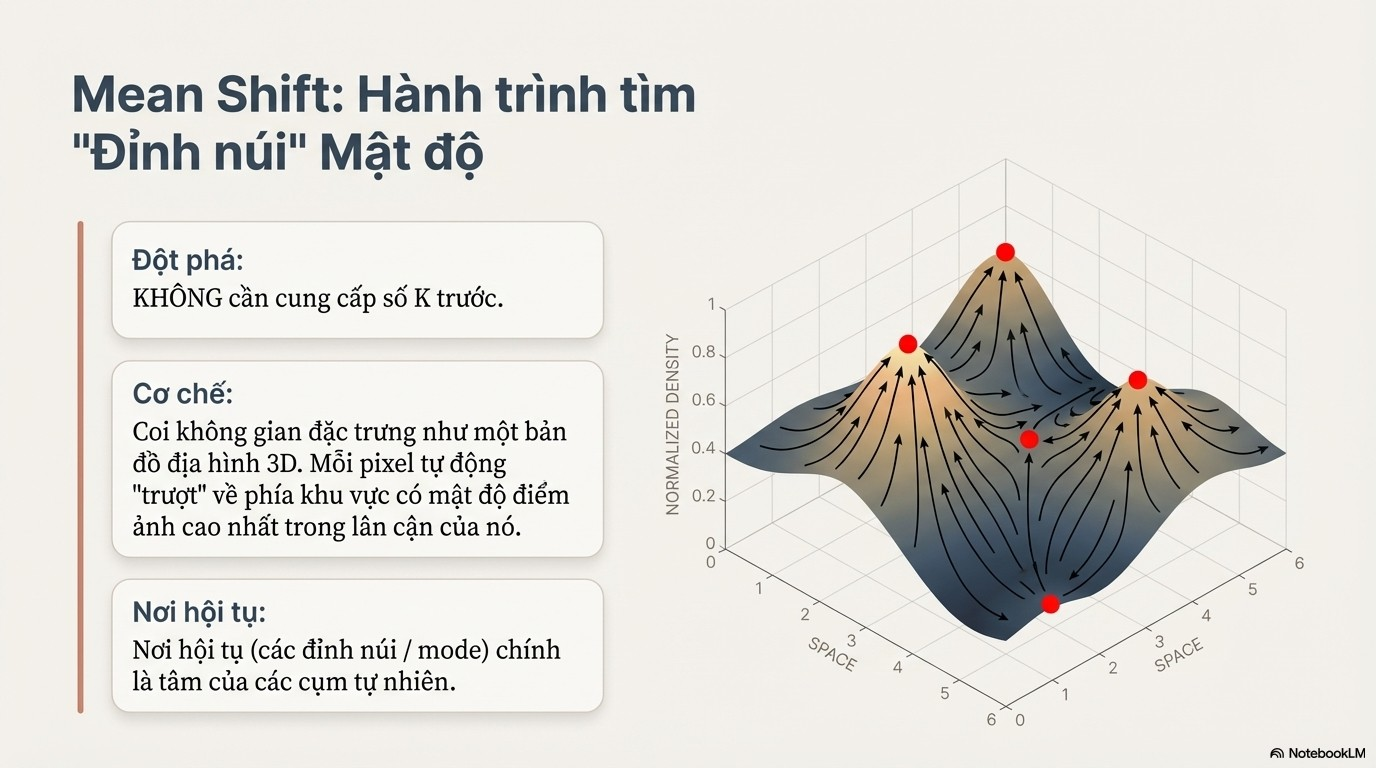 Mean Shift: Hành trình tìm
"Đỉnh núi" Mật độ
Đột phá:
KHÔNG cần cung cấp số K trước.
Cơ chế:
Coi không gian đặc trưng như một bản
đồ địa hình 3D. Mỗi pixel tự động
"trượt" về phía khu vực có mật độ điểm
ảnh cao nhất trong lân cận của nó.
Nơi hội tụ:
Nơi hội tụ (các đỉnh núi / mode) chính
là tâm của các cụm tự nhiên.
NORMALIZED DENSITY
1
0.8
0.6
0.4
0.2
0
0
1
2
3
4
5
6
SPACE
0
1
2
3
4
5
6
SPACE
NotebookLM